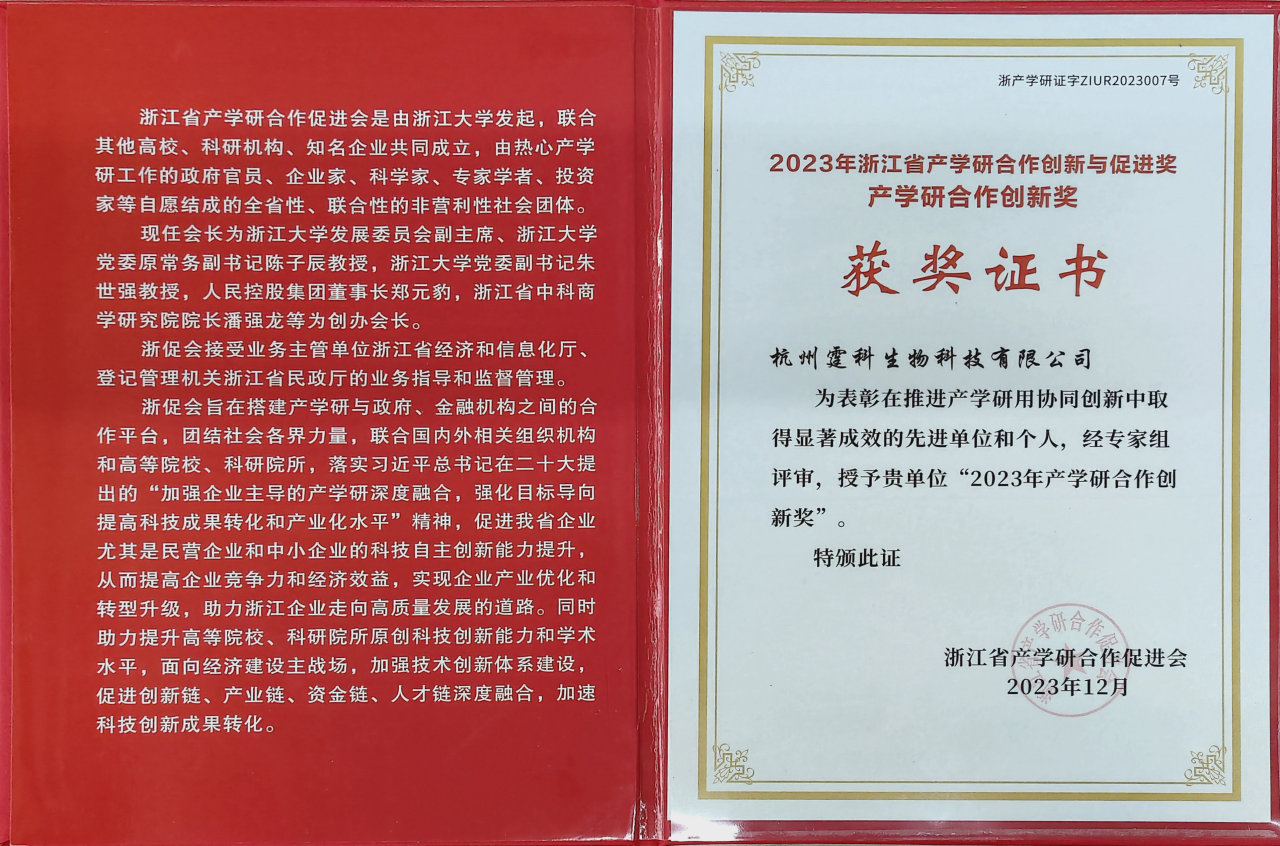 浙江省产学研合作促进会是由浙江大学发起，联合
其他高校、科研机构、知名企业共同成立，由热心产学
研工作的政府官员、企业家、科学家、专家学者、投资
家等自愿结成的全省性、联合性的非营利性社会团体。
现任会长为浙江大学发展委员会副主席、浙江大学
党委原常务副书记陈子辰教授，浙江大学党委副书记朱
世强教授，人民控股集团董事长郑元豹，浙江省中科商
学研究院院长潘强龙等为创办会长。
浙促会接受业务主管单位浙江省经济和信息化厅、
登记管理机关浙江省民政厅的业务指导和监督管理。
浙促会旨在搭建产学研与政府、金融机构之间的合
作平台，团结社会各界力量，联合国内外相关组织机构
和高等院校、科研院所，落实习近平总书记在二十大提
出的“加强企业主导的产学研深度融合，强化目标导向
提高科技成果转化和产业化水平”精神，促进我省企业
尤其是民营企业和中小企业的科技自主创新能力提升，
从而提高企业竞争力和经济效益，实现企业产业优化和
转型升级，助力浙江企业走向高质量发展的道路。同时
助力提升高等院校、科研院所原创科技创新能力和学术
水平，面向经济建设主战场，加强技术创新体系建设，
促进创新链、产业链、资金链、人才链深度融合，加速
科技创新成果转化。
浙产学研证字ZIUR2023007号
2023年浙江省产学研合作创新与促进奖
产学研合作创新奖
获奖证书
杭州霆科生物科技有限公司
为表彰在推进产学研用协同创新中取
得显著成效的先进单位和个人，经专家组
评审，授予贵单位“2023年产学研合作创
新奖”。
特颁此证
浙江省产学研合作促进会
2023年12月